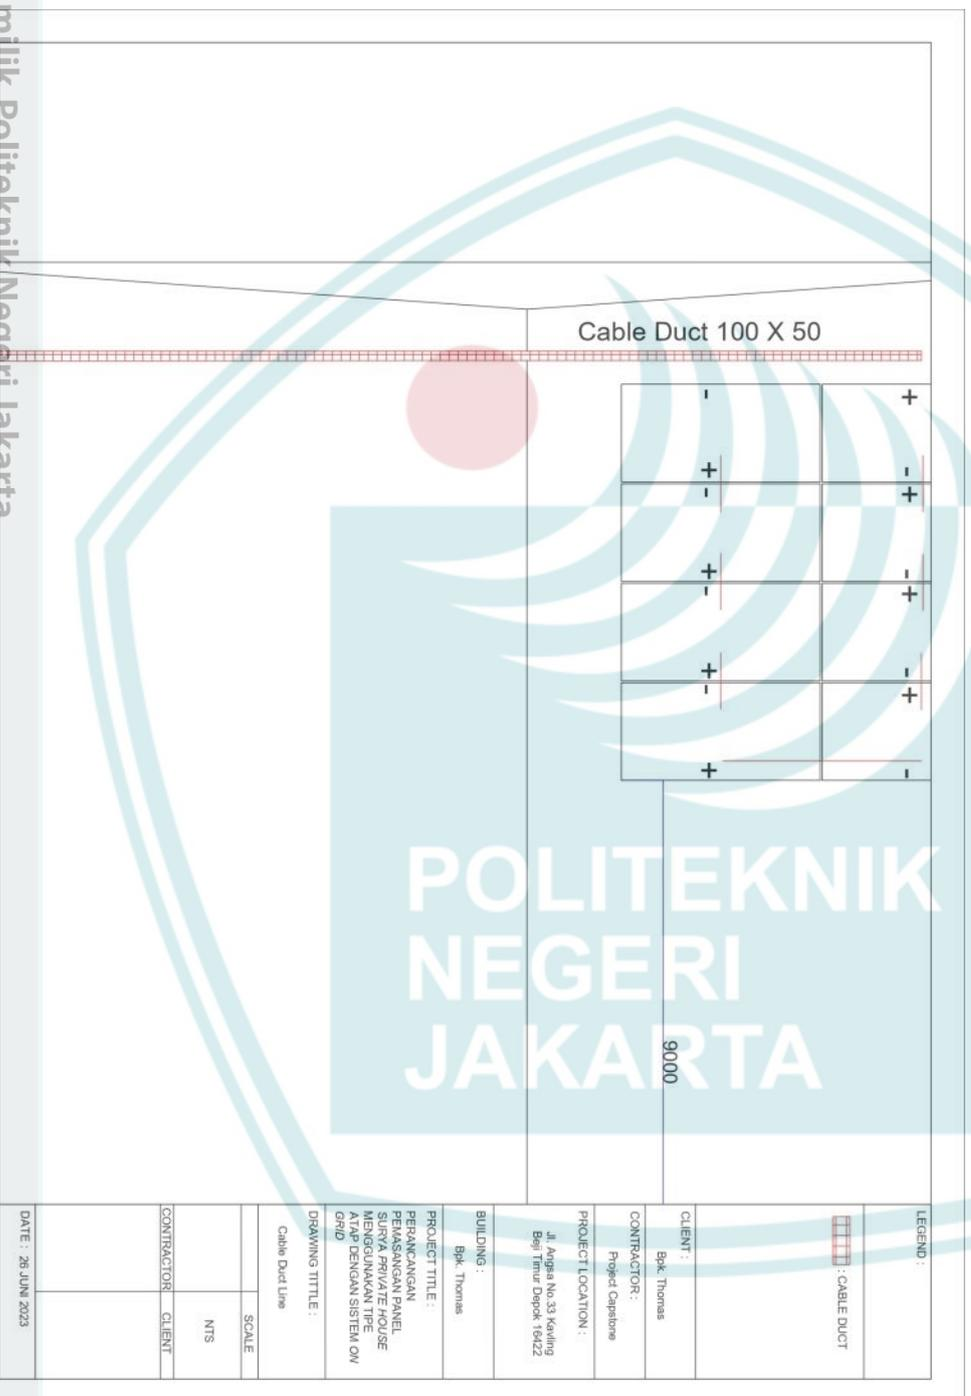 milik Politeknik Negeri Jakarta
Cable Duct 100 X 50
- +
+ -
- +
+ -
- +
+ -
- +
+ -
POLITEKNIK
NEGERI
JAKARTA
9000
LEGEND :
: CABLE DUCT
CLIENT :
Bpk. Thomas
CONTRACTOR :
Project Capstone
PROJECT LOCATION :
Jl. Angsa No.33 Kavling
Beji Timur Depok 16422
BUILDING :
Bpk. Thomas
PROJECT TITLE :
PERANCANGAN
PEMASANGAN PANEL
SURYA PRIVATE HOUSE
MENGGUNAKAN TIPE
ATAP DENGAN SISTEM ON
GRID
DRAWING TITTLE :
Cable Duct Line
SCALE
NTS
CONTRACTOR CLIENT
DATE : 26 JUNI 2023